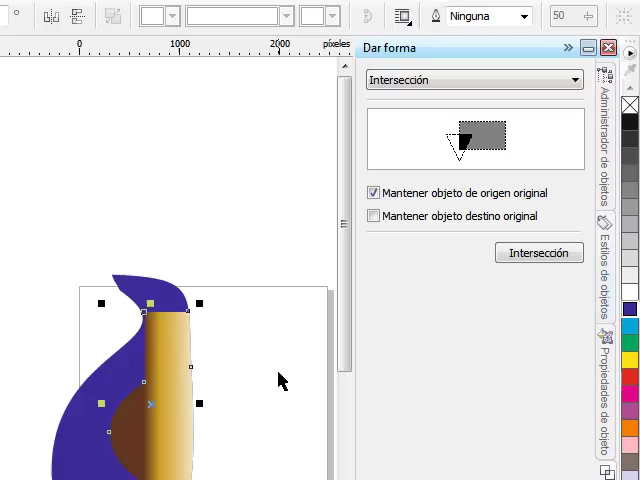 °
Ninguna
50
0
1000
2000
píxeles
Dar forma
Intersección
Mantener objeto de origen original
Mantener objeto destino original
Intersección
Administrador de objetos
Estilos de objetos
Propiedades de objeto